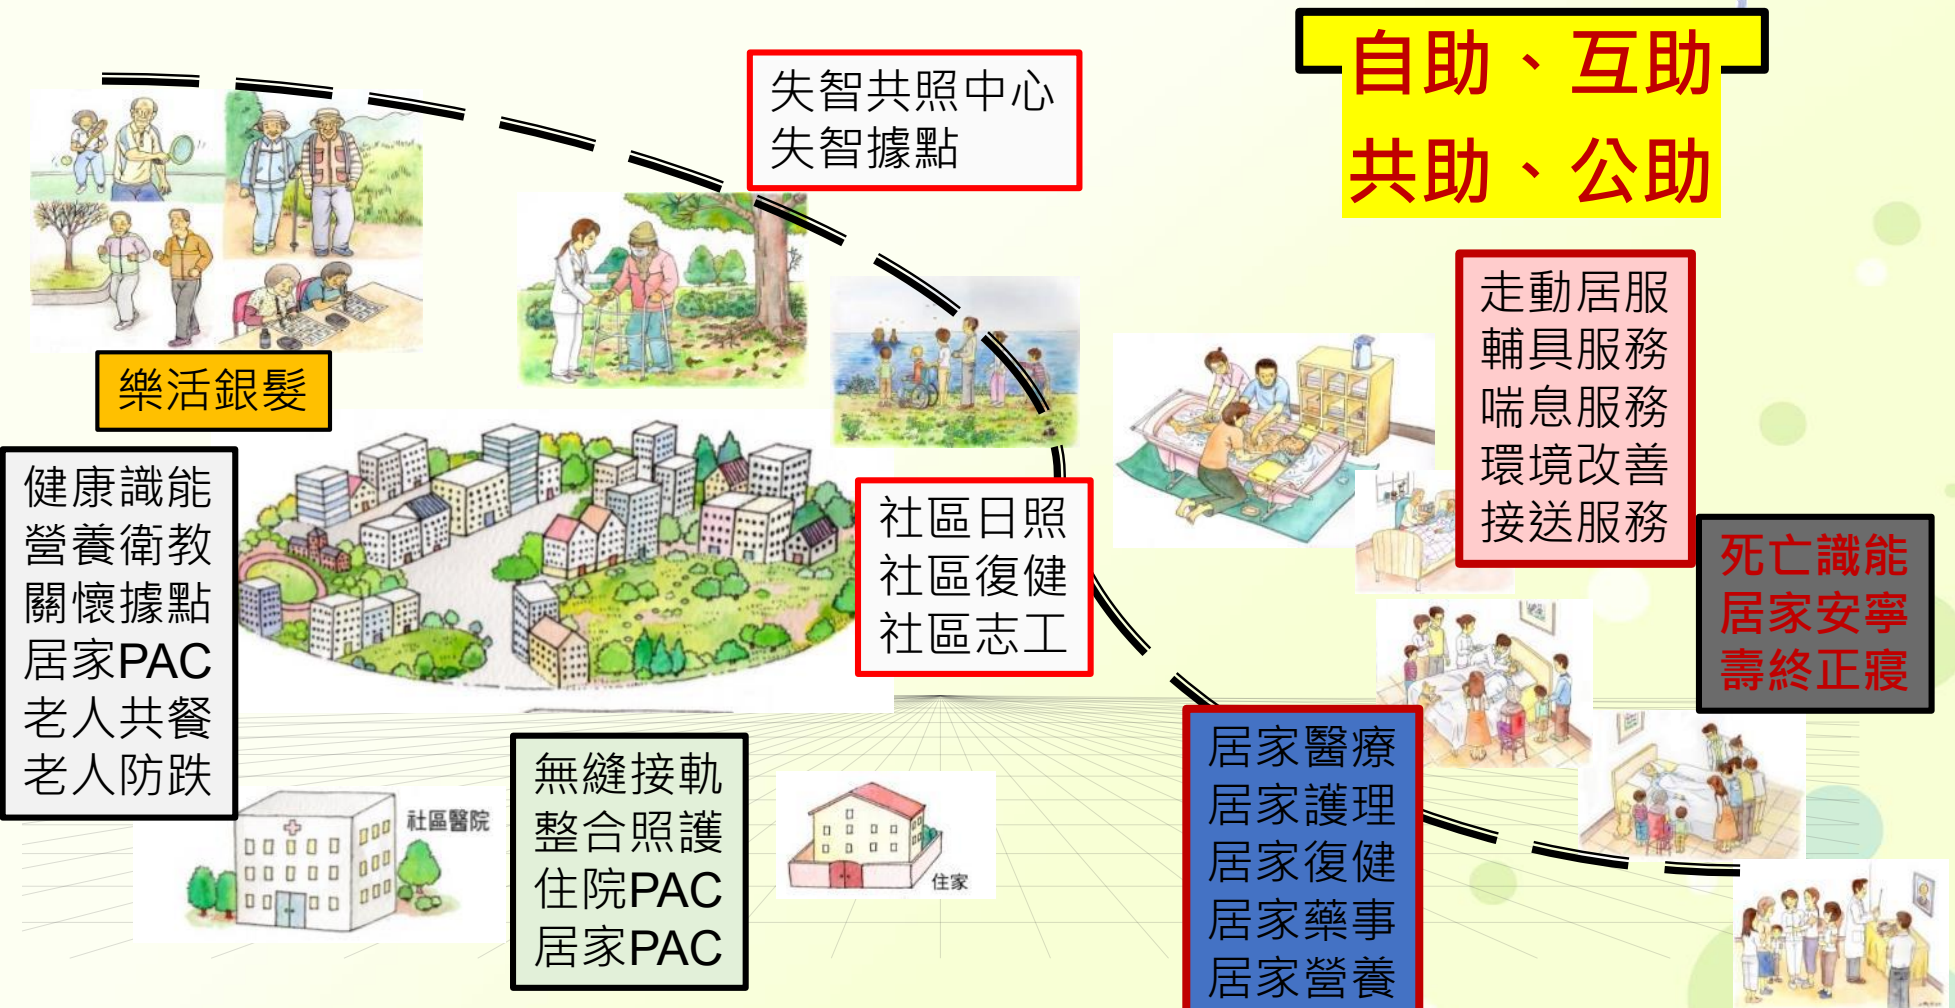 自助、互助
共助、公助
失智共照中心
失智據點
樂活銀髮
健康識能
營養衛教
關懷據點
居家PAC
老人共餐
老人防跌
社區日照
社區復健
社區志工
走動居服
輔具服務
喘息服務
環境改善
接送服務
死亡識能
居家安寧
壽終正寢
社區醫院
無縫接軌
整合照護
住院PAC
居家PAC
住家
居家醫療
居家護理
居家復健
居家藥事
居家營養